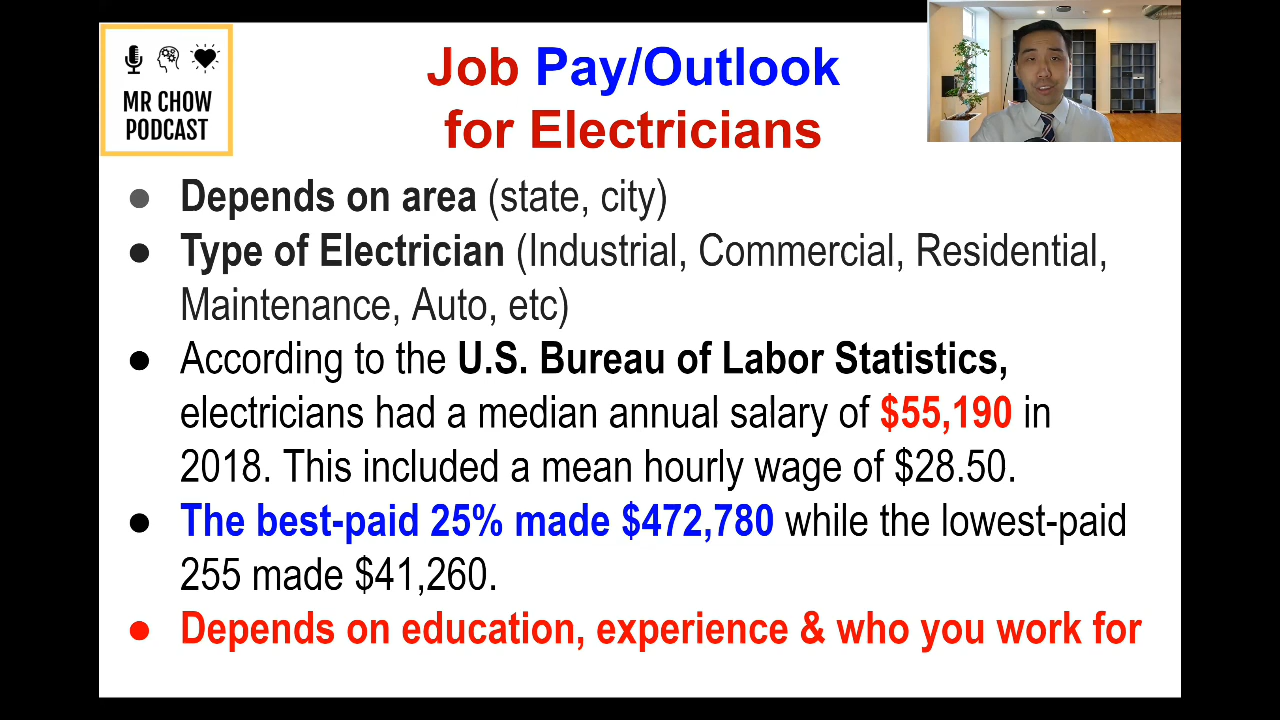 MR CHOW
PODCAST
Job Pay/Outlook
for Electricians
● Depends on area (state, city)
● Type of Electrician (Industrial, Commercial, Residential,
Maintenance, Auto, etc)
● According to the U.S. Bureau of Labor Statistics,
electricians had a median annual salary of $55,190 in
2018. This included a mean hourly wage of $28.50.
● The best-paid 25% made $472,780 while the lowest-paid
255 made $41,260.
● Depends on education, experience & who you work for